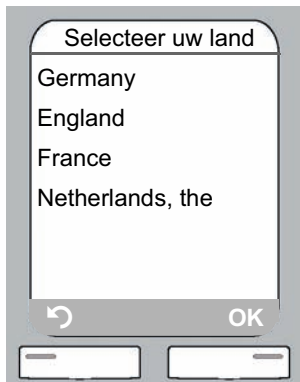 Selecteer uw land
Germany
England
France
Netherlands, the
OK